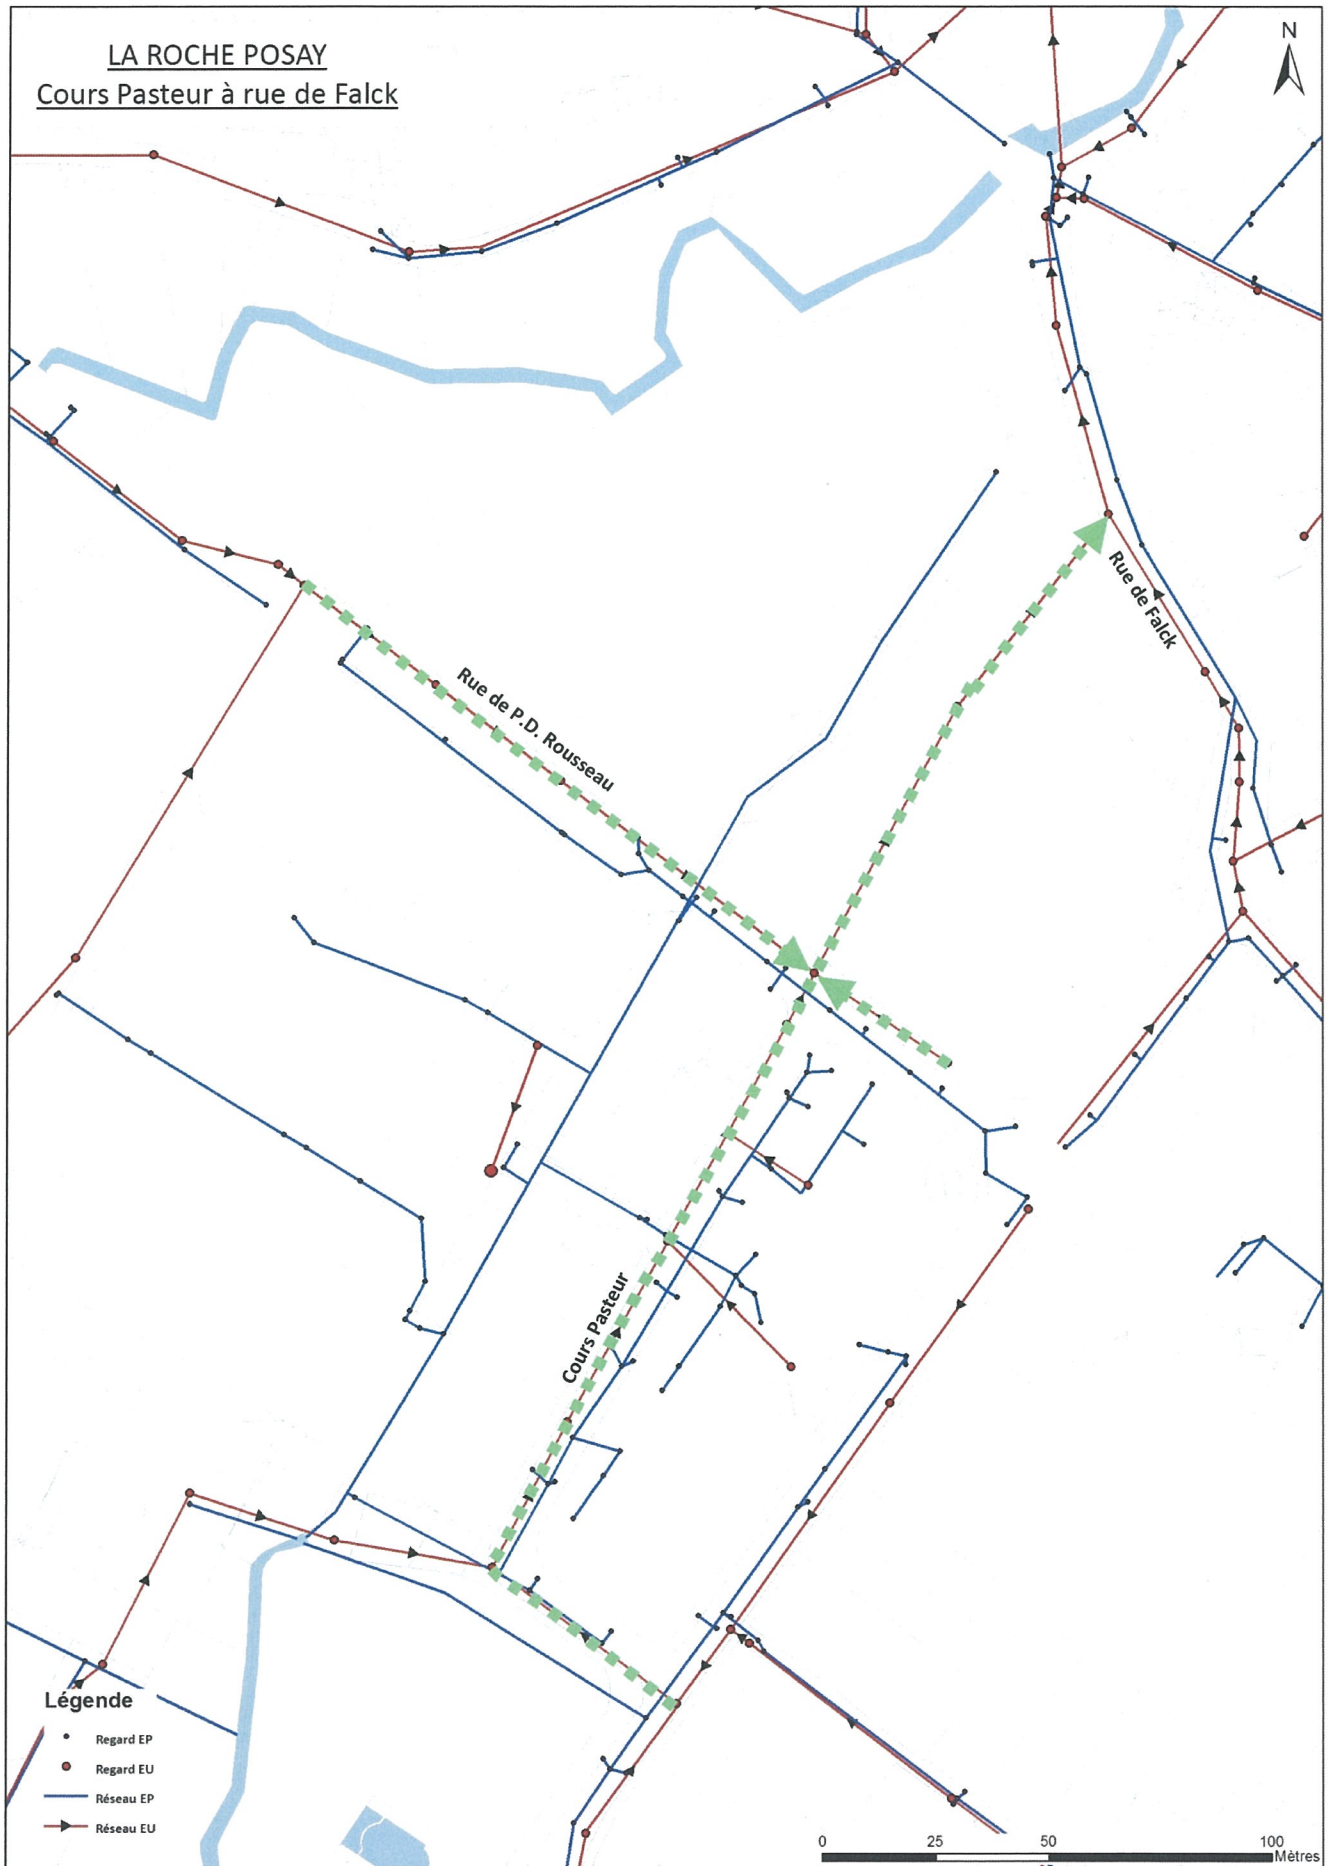 LA ROCHE POSAY
Cours Pasteur à rue de Falck
N
Rue de Falck
Rue de P.D. Rousseau
Cours Pasteur
Légende
Regard EP
Regard EU
Réseau EP
Réseau EU
0 25 50 100
Mètres